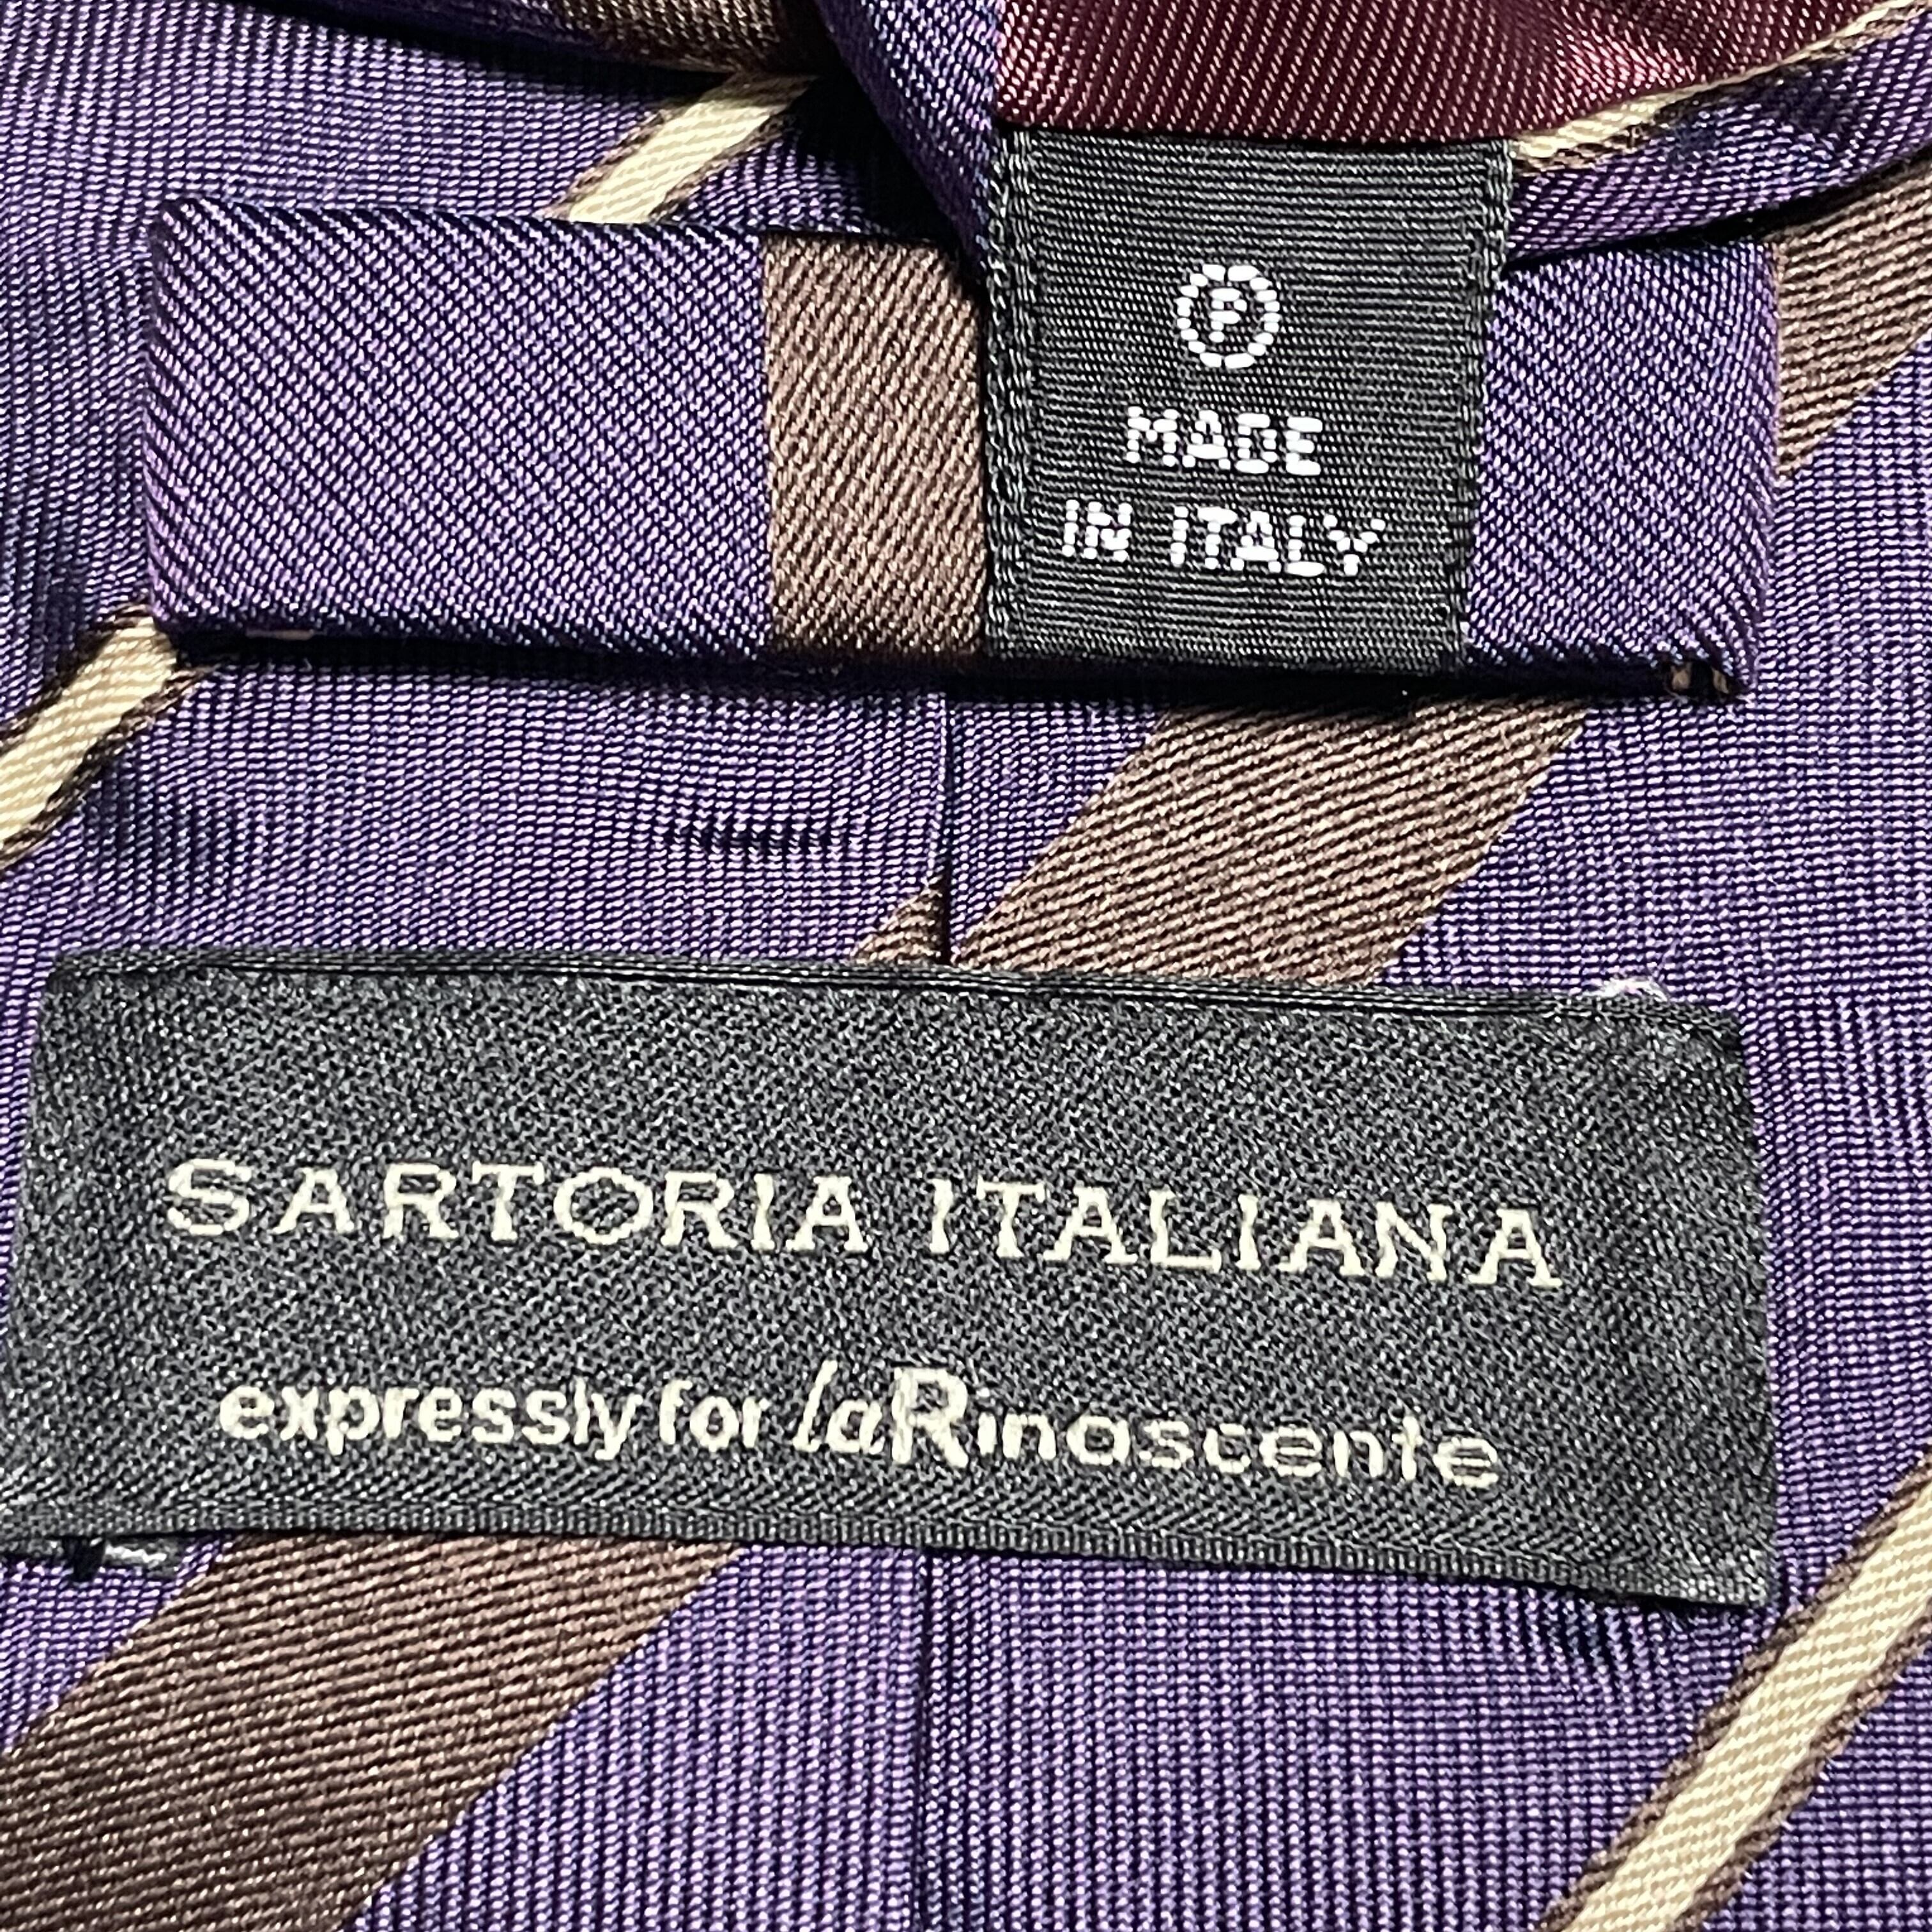 P
MADE
IN ITALY
SARTORIA ITALIANA
expressly for laRinascente